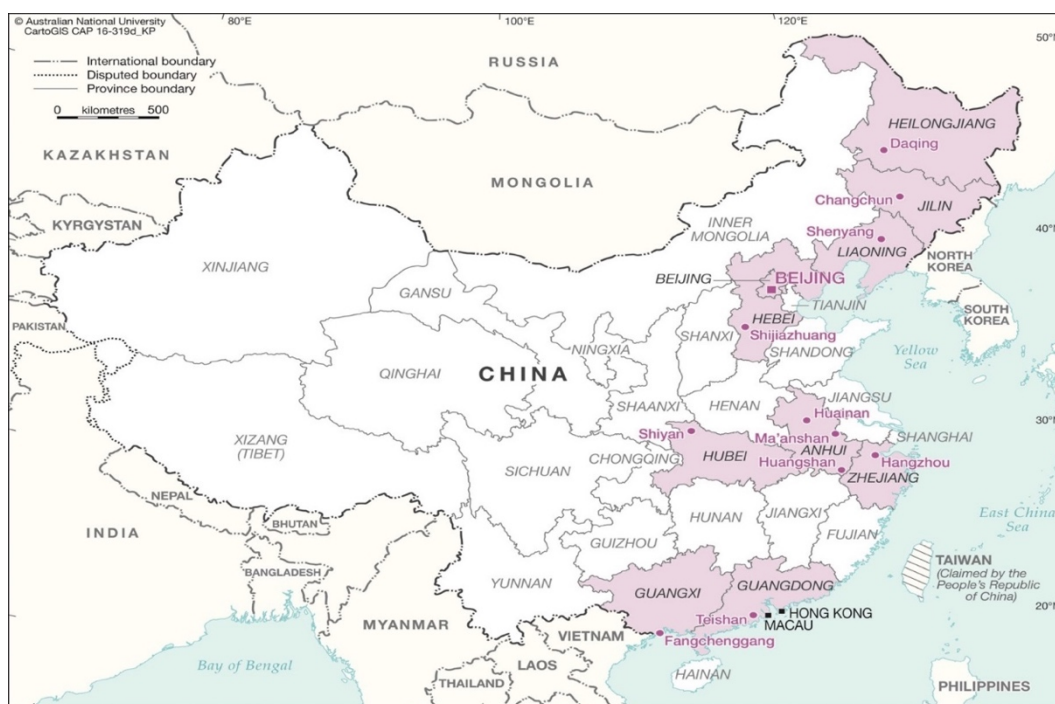 © Australian National University
CartoGIS CAP 16-319d_KP
80°E
100°E
120°E
50°N
International boundary
Disputed boundary
Province boundary
0 kilometres 500
RUSSIA
KAZAKHSTAN
MONGOLIA
HEILONGJIANG
Daqing
Changchun
JILIN
KYRGYSTAN
INNER
MONGOLIA
Shenyang
LIAONING
40°N
XINJIANG
NORTH
KOREA
BEIJING
BEIJING
GANSU
TIANJIN
SOUTH
KOREA
PAKISTAN
HEBEI
Shijiazhuang
SHANXI
NINGXIA
SHANDONG
Yellow
Sea
QINGHAI
CHINA
SHAANXI
HENAN
JIANGSU
Huainan
30°N
XIZANG
(TIBET)
Shiyan
Ma'anshan
SHANGHAI
ANHUI
HUBEI
CHONGQING
SICHUAN
Huangshan
Hangzhou
ZHEJIANG
NEPAL
INDIA
BHUTAN
HUNAN
JIANGXI
East China
Sea
GUIZHOU
FUJIAN
BANGLADESH
YUNNAN
TAIWAN
(Claimed by the
People's Republic
of China)
GUANGXI
GUANGDONG
20°N
MYANMAR
Teishan
HONG KONG
MACAU
VIETNAM
Fangchenggang
Bay of Bengal
LAOS
HAINAN
THAILAND
PHILIPPINES